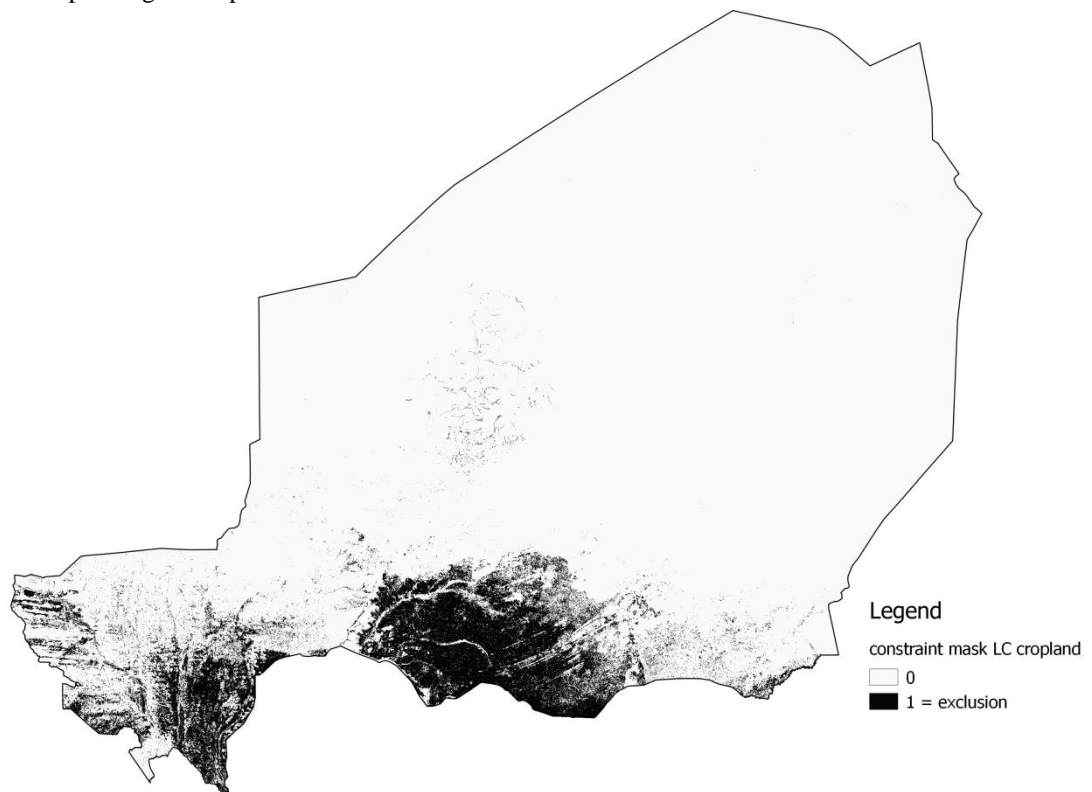 Legend
constraint mask LC cropland
0
1 = exclusion